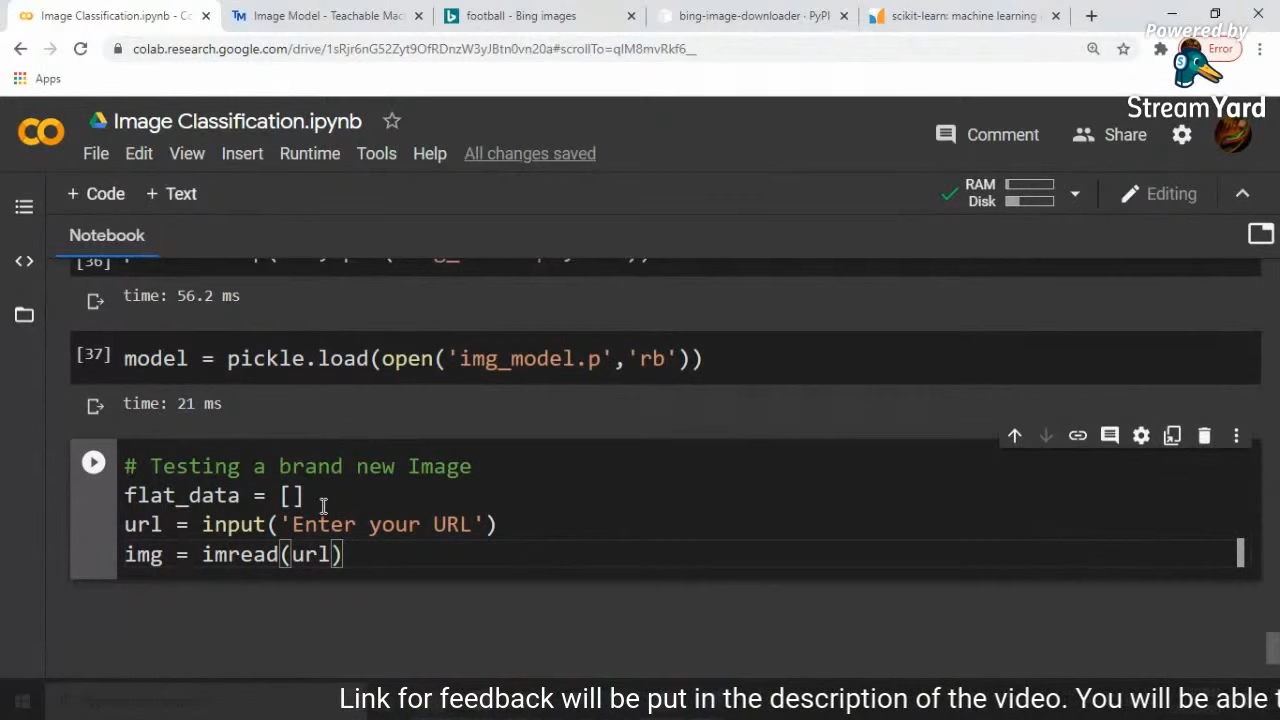 Image Classification.ipynb - Co
Image Model - Teachable Mac
football - Bing images
bing-image-downloader · PyPI
scikit-learn: machine learning
colab.research.google.com/drive/1sRjr6nG52Zyt9OfRDnzW3yJBtn0vn20a#scrollTo=qIM8mvRkf6__
Error
Powered by
StreamYard
Apps
CO
Image Classification.ipynb
Comment
Share
File Edit View Insert Runtime Tools Help All changes saved
+ Code + Text
RAM
Disk
Editing
Notebook
[36]
time: 56.2 ms
[37] model = pickle.load(open('img_model.p','rb'))
time: 21 ms
# Testing a brand new Image
flat_data = []
url = input('Enter your URL')
img = imread(url)
Link for feedback will be put in the description of the video. You will be able